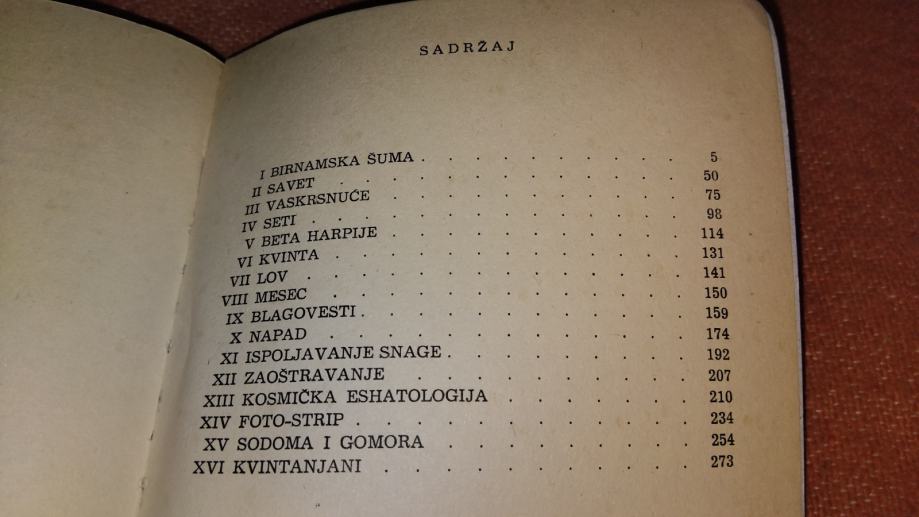 SADRŽAJ
I BIRNAMSKA ŠUMA . . . . . . . . . . . 5
II SAVET . . . . . . . . . . . . . 50
III VASKRSNUĆE . . . . . . . . . . . 75
IV SETI . . . . . . . . . . . . . . 98
V BETA HARPIJE . . . . . . . . . . . 114
VI KVINTA . . . . . . . . . . . . . 131
VII LOV . . . . . . . . . . . . . . 141
VIII MESEC . . . . . . . . . . . . . 150
IX BLAGOVESTI . . . . . . . . . . . . 159
X NAPAD . . . . . . . . . . . . . 174
XI ISPOLJAVANJE SNAGE . . . . . . . . . 192
XII ZAOŠTRAVANJE . . . . . . . . . . 207
XIII KOSMIČKA ESHATOLOGIJA . . . . . . . 210
XIV FOTO-STRIP . . . . . . . . . . . . 234
XV SODOMA I GOMORA . . . . . . . . . 254
XVI KVINTANJANI . . . . . . . . . . . 273